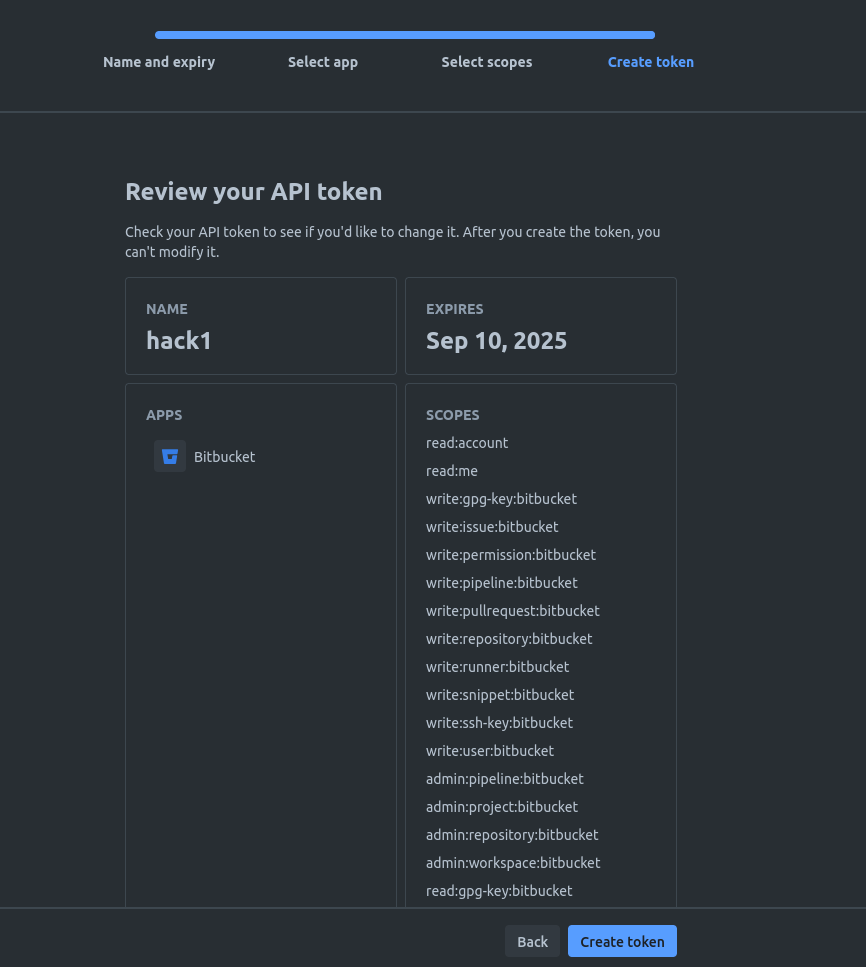 Name and expiry
Select app
Select scopes
Create token
Review your API token
Check your API token to see if you'd like to change it. After you create the token, you
can't modify it.
NAME
hack1
EXPIRES
Sep 10, 2025
APPS
Bitbucket
SCOPES
read:account
read:me
write:gpg-key:bitbucket
write:issue:bitbucket
write:permission:bitbucket
write:pipeline:bitbucket
write:pullrequest:bitbucket
write:repository:bitbucket
write:runner:bitbucket
write:snippet:bitbucket
write:ssh-key:bitbucket
write:user:bitbucket
admin:pipeline:bitbucket
admin:project:bitbucket
admin:repository:bitbucket
admin:workspace:bitbucket
read:gpg-key:bitbucket
Back
Create token